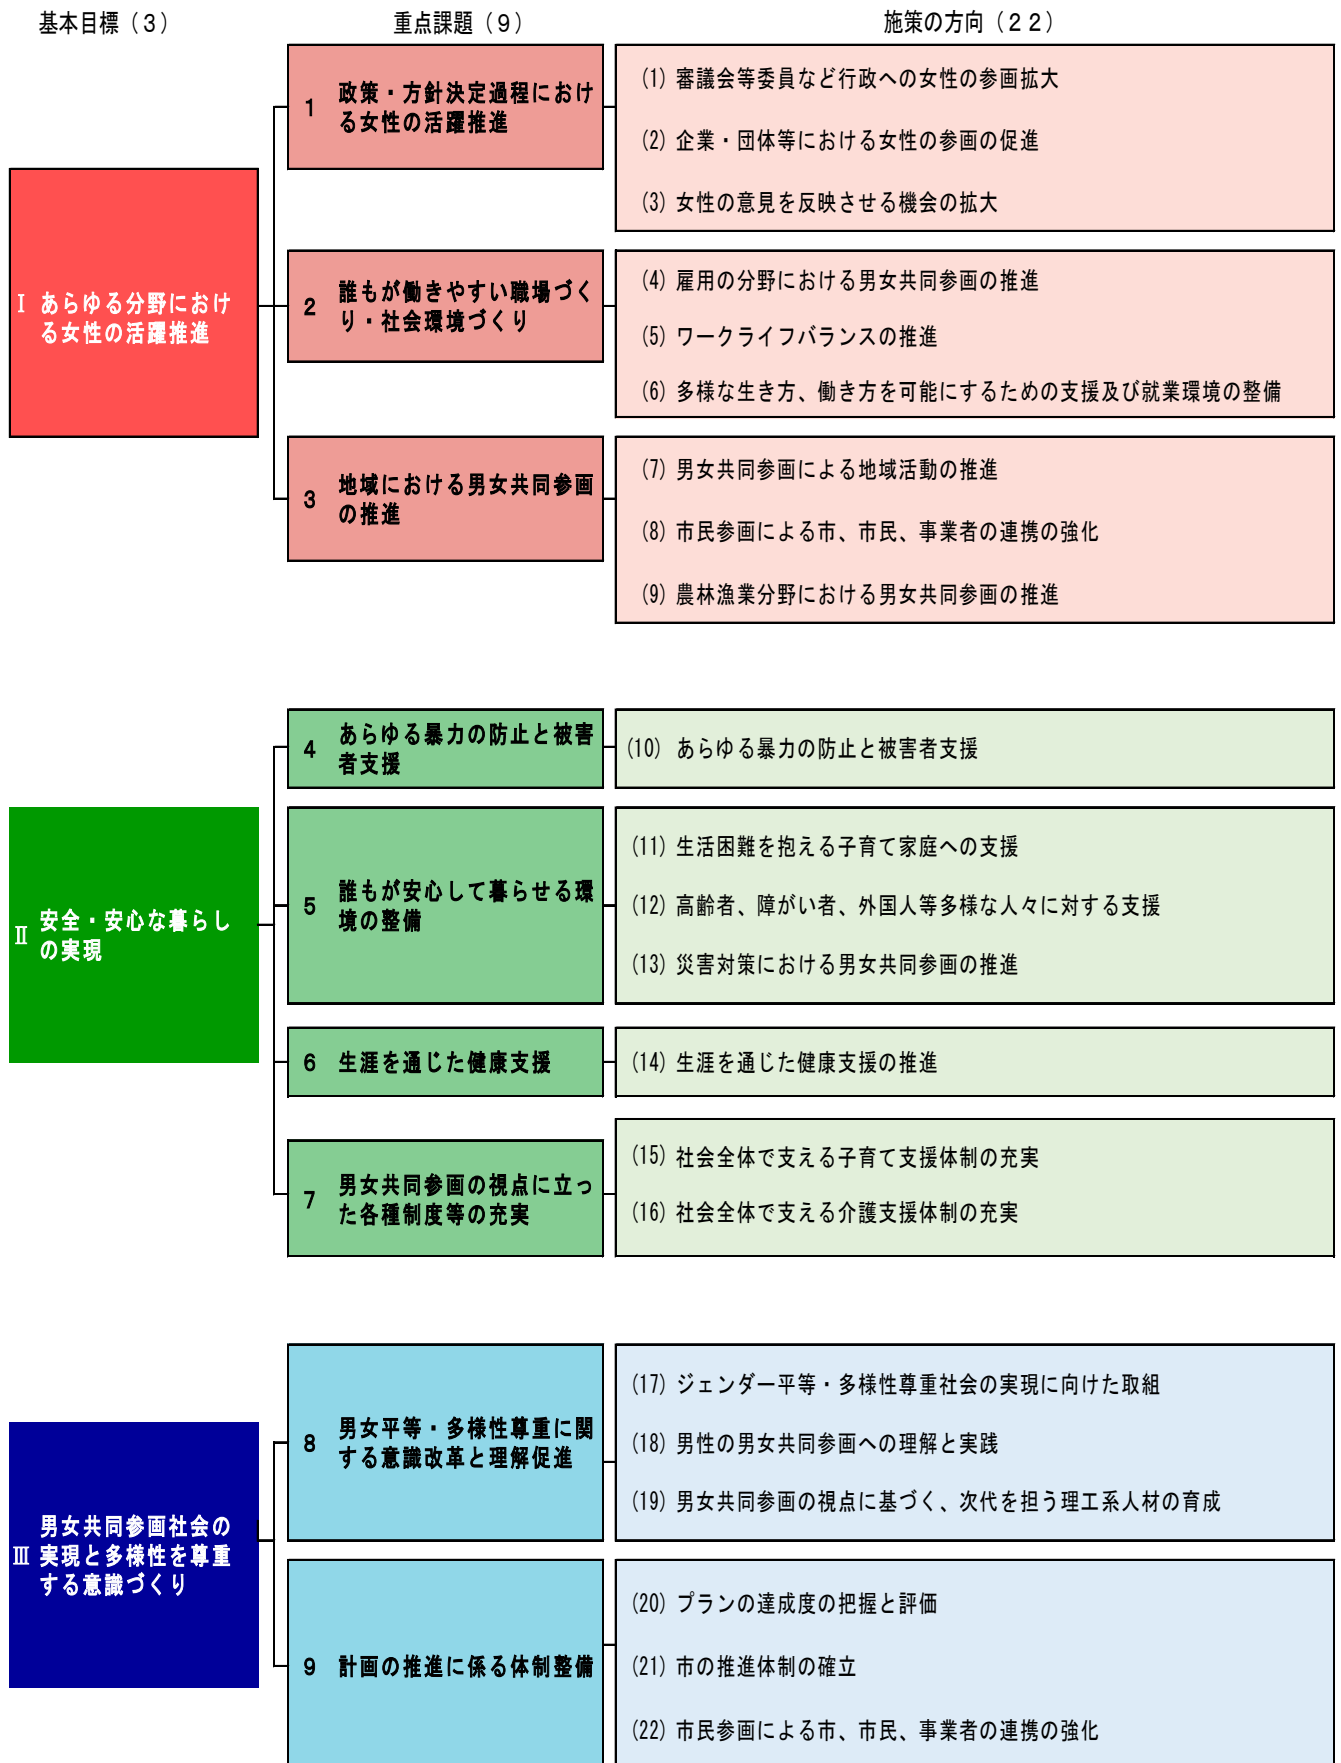 基本目標（３）
重点課題（９）
施策の方向（２２）
Ⅰ あらゆる分野におけ
る女性の活躍推進
1 政策・方針決定過程におけ
る女性の活躍推進
(1) 審議会等委員など行政への女性の参画拡大
(2) 企業・団体等における女性の参画の促進
(3) 女性の意見を反映させる機会の拡大
2 誰もが働きやすい職場づく
り・社会環境づくり
(4) 雇用の分野における男女共同参画の推進
(5) ワークライフバランスの推進
(6) 多様な生き方、働き方を可能にするための支援及び就業環境の整備
3 地域における男女共同参画
の推進
(7) 男女共同参画による地域活動の推進
(8) 市民参画による市、市民、事業者の連携の強化
(9) 農林漁業分野における男女共同参画の推進
Ⅱ 安全・安心な暮らし
の実現
4 あらゆる暴力の防止と被害
者支援
(10) あらゆる暴力の防止と被害者支援
5 誰もが安心して暮らせる環
境の整備
(11) 生活困難を抱える子育て家庭への支援
(12) 高齢者、障がい者、外国人等多様な人々に対する支援
(13) 災害対策における男女共同参画の推進
6 生涯を通じた健康支援
(14) 生涯を通じた健康支援の推進
7 男女共同参画の視点に立っ
た各種制度等の充実
(15) 社会全体で支える子育て支援体制の充実
(16) 社会全体で支える介護支援体制の充実
Ⅲ 男女共同参画社会の
実現と多様性を尊重
する意識づくり
8 男女平等・多様性尊重に関
する意識改革と理解促進
(17) ジェンダー平等・多様性尊重社会の実現に向けた取組
(18) 男性の男女共同参画への理解と実践
(19) 男女共同参画の視点に基づく、次代を担う理工系人材の育成
9 計画の推進に係る体制整備
(20) プランの達成度の把握と評価
(21) 市の推進体制の確立
(22) 市民参画による市、市民、事業者の連携の強化